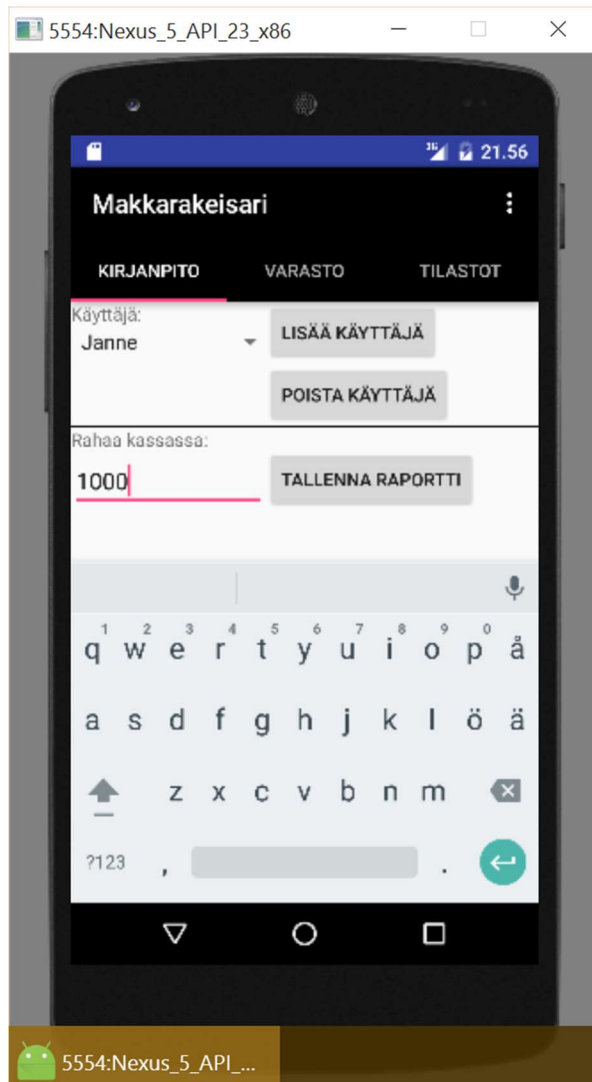 5554:Nexus_5_API_23_x86
3G 21.56
Makkarakeisari
KIRJANPITO VARASTO TILASTOT
Käyttäjä:
Janne
LISÄÄ KÄYTTÄJÄ
POISTA KÄYTTÄJÄ
Rahaa kassassa:
1000
TALLENNA RAPORTTI
1 2 3 4 5 6 7 8 9 0
q w e r t y u i o p å
a s d f g h j k l ö ä
z x c v b n m
?123 , .
5554:Nexus_5_API_...